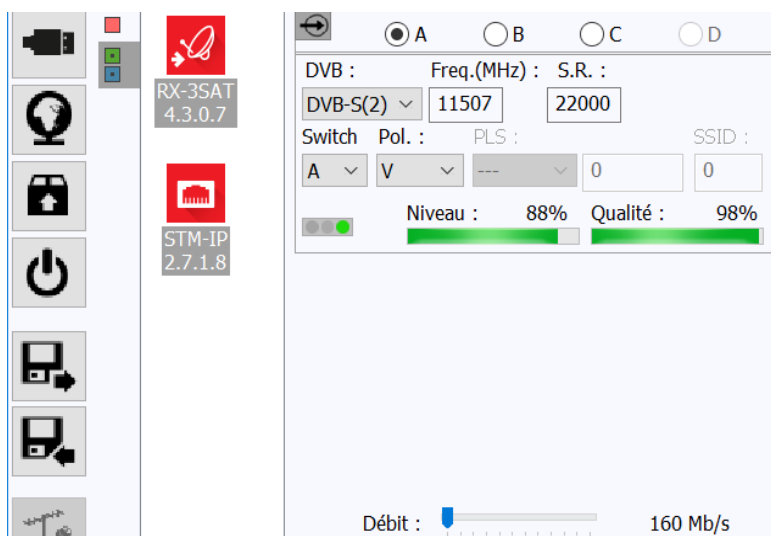 A B C D
DVB : Freq.(MHz) : S.R. :
RX-3SAT
4.3.0.7
DVB-S(2) 11507 22000
Switch Pol. : PLS : SSID :
A V --- 0 0
Niveau : 88% Qualité : 98%
STM-IP
2.7.1.8
Débit : 160 Mb/s